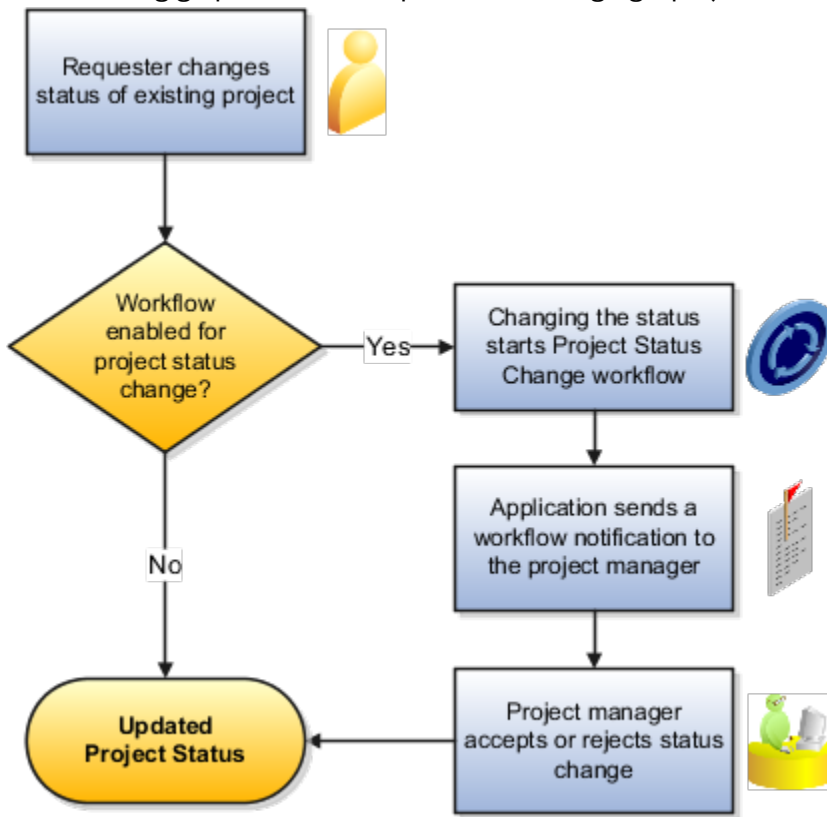 Requester changes
status of existing project
Workflow
enabled for
project status
change?
Yes
Changing the status
starts Project Status
Change workflow
Application sends a
workflow notification to
the project manager
No
Updated
Project Status
Project manager
accepts or rejects status
change